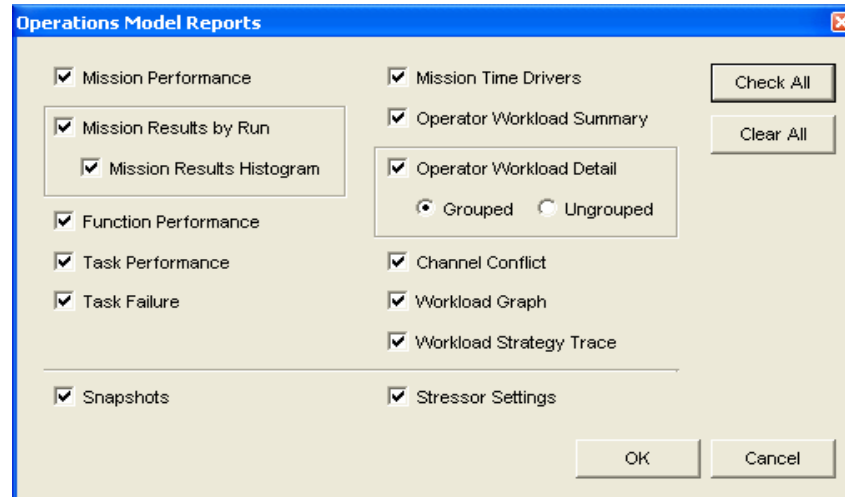 Operations Model Reports
Mission Performance
Mission Results by Run
Mission Results Histogram
Function Performance
Task Performance
Task Failure
Mission Time Drivers
Operator Workload Summary
Operator Workload Detail
Grouped Ungrouped
Channel Conflict
Workload Graph
Workload Strategy Trace
Snapshots
Stressor Settings
Check All
Clear All
OK
Cancel